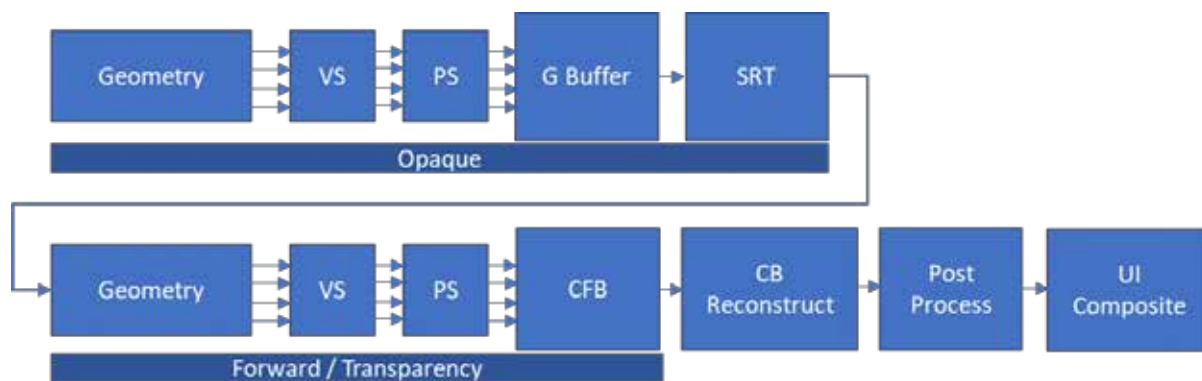 Geometry
VS
PS
G Buffer
SRT
Opaque
Geometry
VS
PS
CFB
CB
Reconstruct
Post
Process
UI
Composite
Forward / Transparency